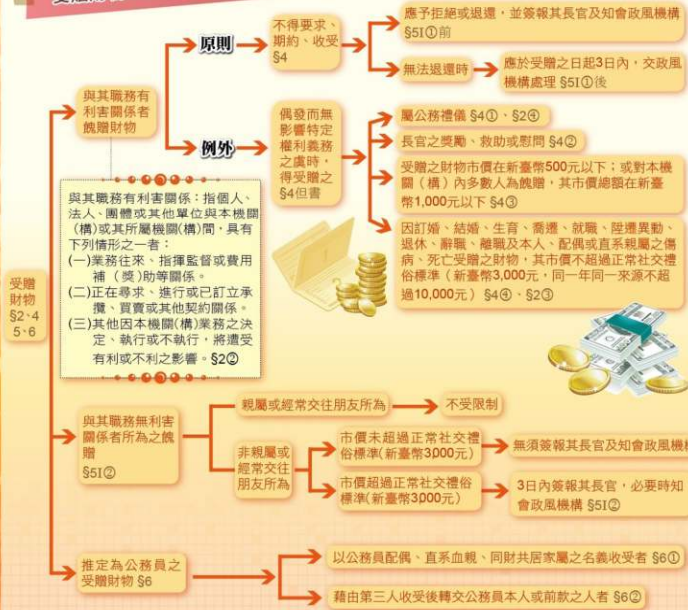 原則
不得要求、
期約、收受
§4
應予拒絕或退還，並簽報其長官及知會政風機構
§5I①前
無法退還時
應於受贈之日起3日內，交政風
機構處理 §5I①後
與其職務有
利害關係者
餽贈財物
例外
偶發而無
影響特定
權利義務
之虞時，
得受贈之
§4但書
屬公務禮儀 §4①、§2④
長官之獎勵、救助或慰問 §4②
受贈之財物市價在新臺幣500元以下；或對本機
關（構）內多數人為餽贈，其市價總額在新臺
幣1,000元以下 §4③
因訂婚、結婚、生育、喬遷、就職、陞遷異動、
退休、辭職、離職及本人、配偶或直系親屬之傷
病、死亡受贈之財物，其市價不超過正常社交禮
俗標準（新臺幣3,000元，同一年同一來源不超
過10,000元） §4④、§2③
與其職務有利害關係：指個人、
法人、團體或其他單位與本機關
(構)或其所屬機關(構)間，具有
下列情形之一者：
(一)業務往來、指揮監督或費用
補（獎）助等關係。
(二)正在尋求、進行或已訂立承
攬、買賣或其他契約關係。
(三)其他因本機關(構)業務之決
定、執行或不執行，將遭受
有利或不利之影響。§2②
受贈
財物
§2、4
5、6
與其職務無利害
關係者所為之餽
贈
§5I②
親屬或經常交往朋友所為
不受限制
非親屬或
經常交往
朋友所為
市價未超過正常社交禮
俗標準(新臺幣3,000元)
無須簽報其長官及知會政風機
市價超過正常社交禮俗
標準(新臺幣3,000元)
3日內簽報其長官，必要時知
會政風機構 §5I②
推定為公務員之
受贈財物 §6
以公務員配偶、直系血親、同財共居家屬之名義收受者 §6①
藉由第三人收受後轉交公務員本人或前款之人者 §6②